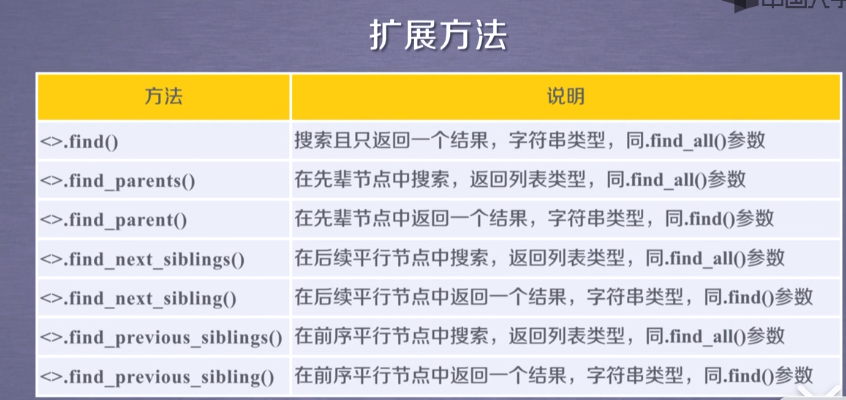 扩展方法
方法 说明
<>.find() 搜索且只返回一个结果，字符串类型，同.find_all()参数
<>.find_parents() 在先辈节点中搜索，返回列表类型，同.find_all()参数
<>.find_parent() 在先辈节点中返回一个结果，字符串类型，同.find()参数
<>.find_next_siblings() 在后续平行节点中搜索，返回列表类型，同.find_all()参数
<>.find_next_sibling() 在后续平行节点中返回一个结果，字符串类型，同.find()参数
<>.find_previous_siblings() 在前序平行节点中搜索，返回列表类型，同.find_all()参数
<>.find_previous_sibling() 在前序平行节点中返回一个结果，字符串类型，同.find()参数